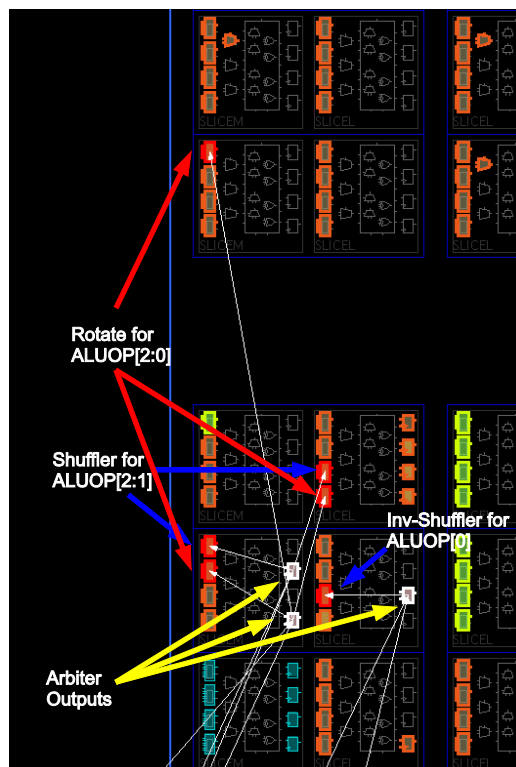 SLICEM
SLICEL
SLICEL
SLICEM
SLICEL
SLICEL
Rotate for
ALUOP[2:0]
Shuffler for
ALUOP[2:1]
SLICEM
SLICEL
SLICEL
Inv-Shuffler for
ALUOP[0]
SLICEM
SLICEL
SLICEL
Arbiter
Outputs